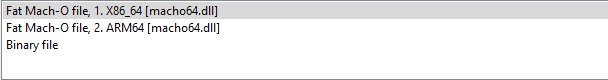 Fat Mach-O file, 1. X86_64 [macho64.dll]
Fat Mach-O file, 2. ARM64 [macho64.dll]
Binary file